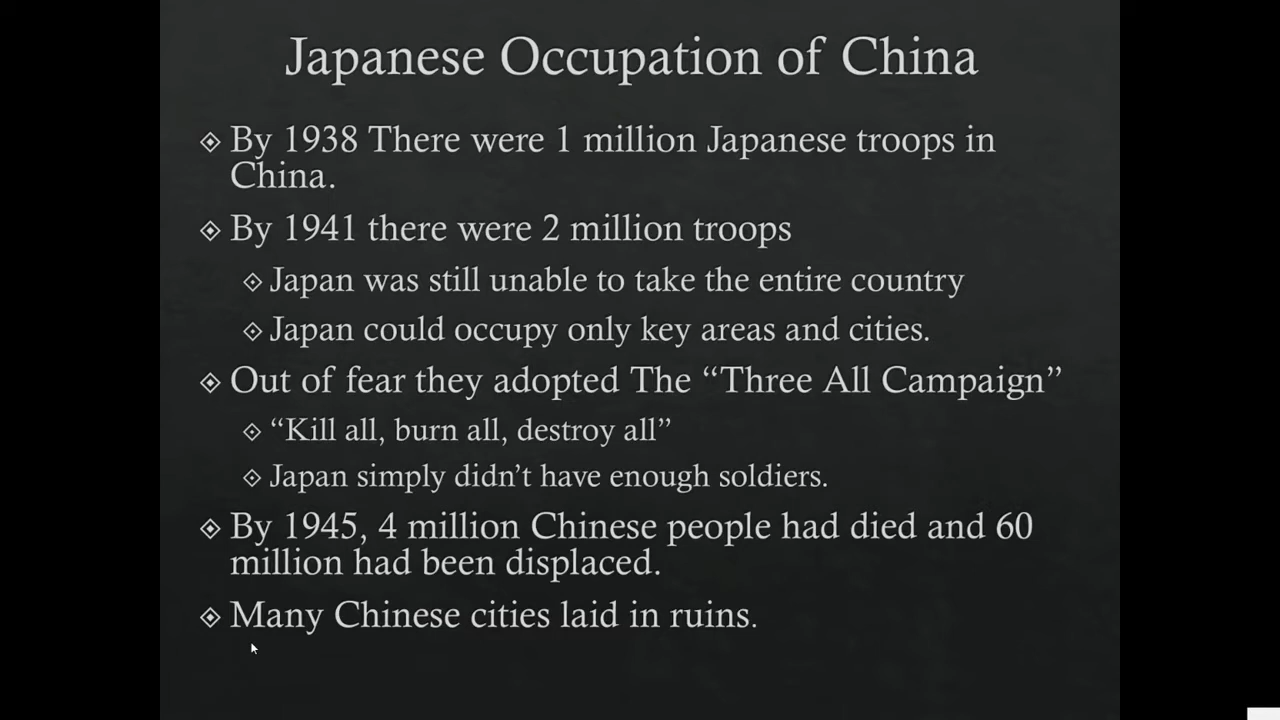 Japanese Occupation of China
By 1938 There were 1 million Japanese troops in
China.
By 1941 there were 2 million troops
Japan was still unable to take the entire country
Japan could occupy only key areas and cities.
Out of fear they adopted The “Three All Campaign”
“Kill all, burn all, destroy all”
Japan simply didn’t have enough soldiers.
By 1945, 4 million Chinese people had died and 60
million had been displaced.
Many Chinese cities laid in ruins.